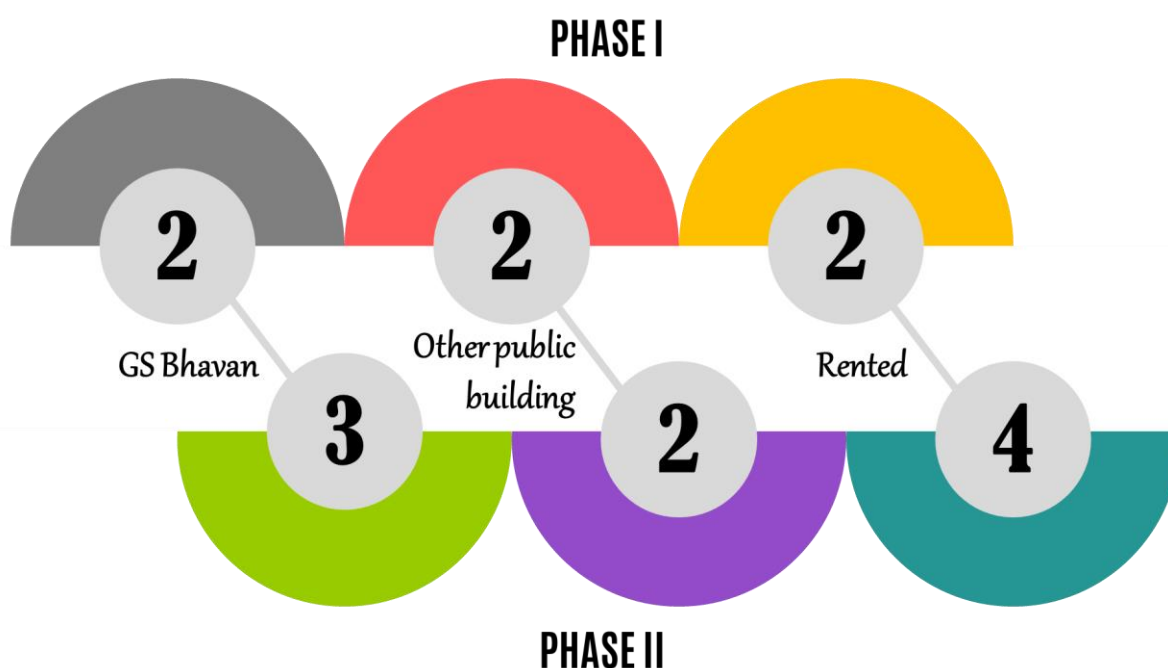 PHASE I
2
2
2
GS Bhavan
Other public
building
Rented
3
2
4
PHASE II